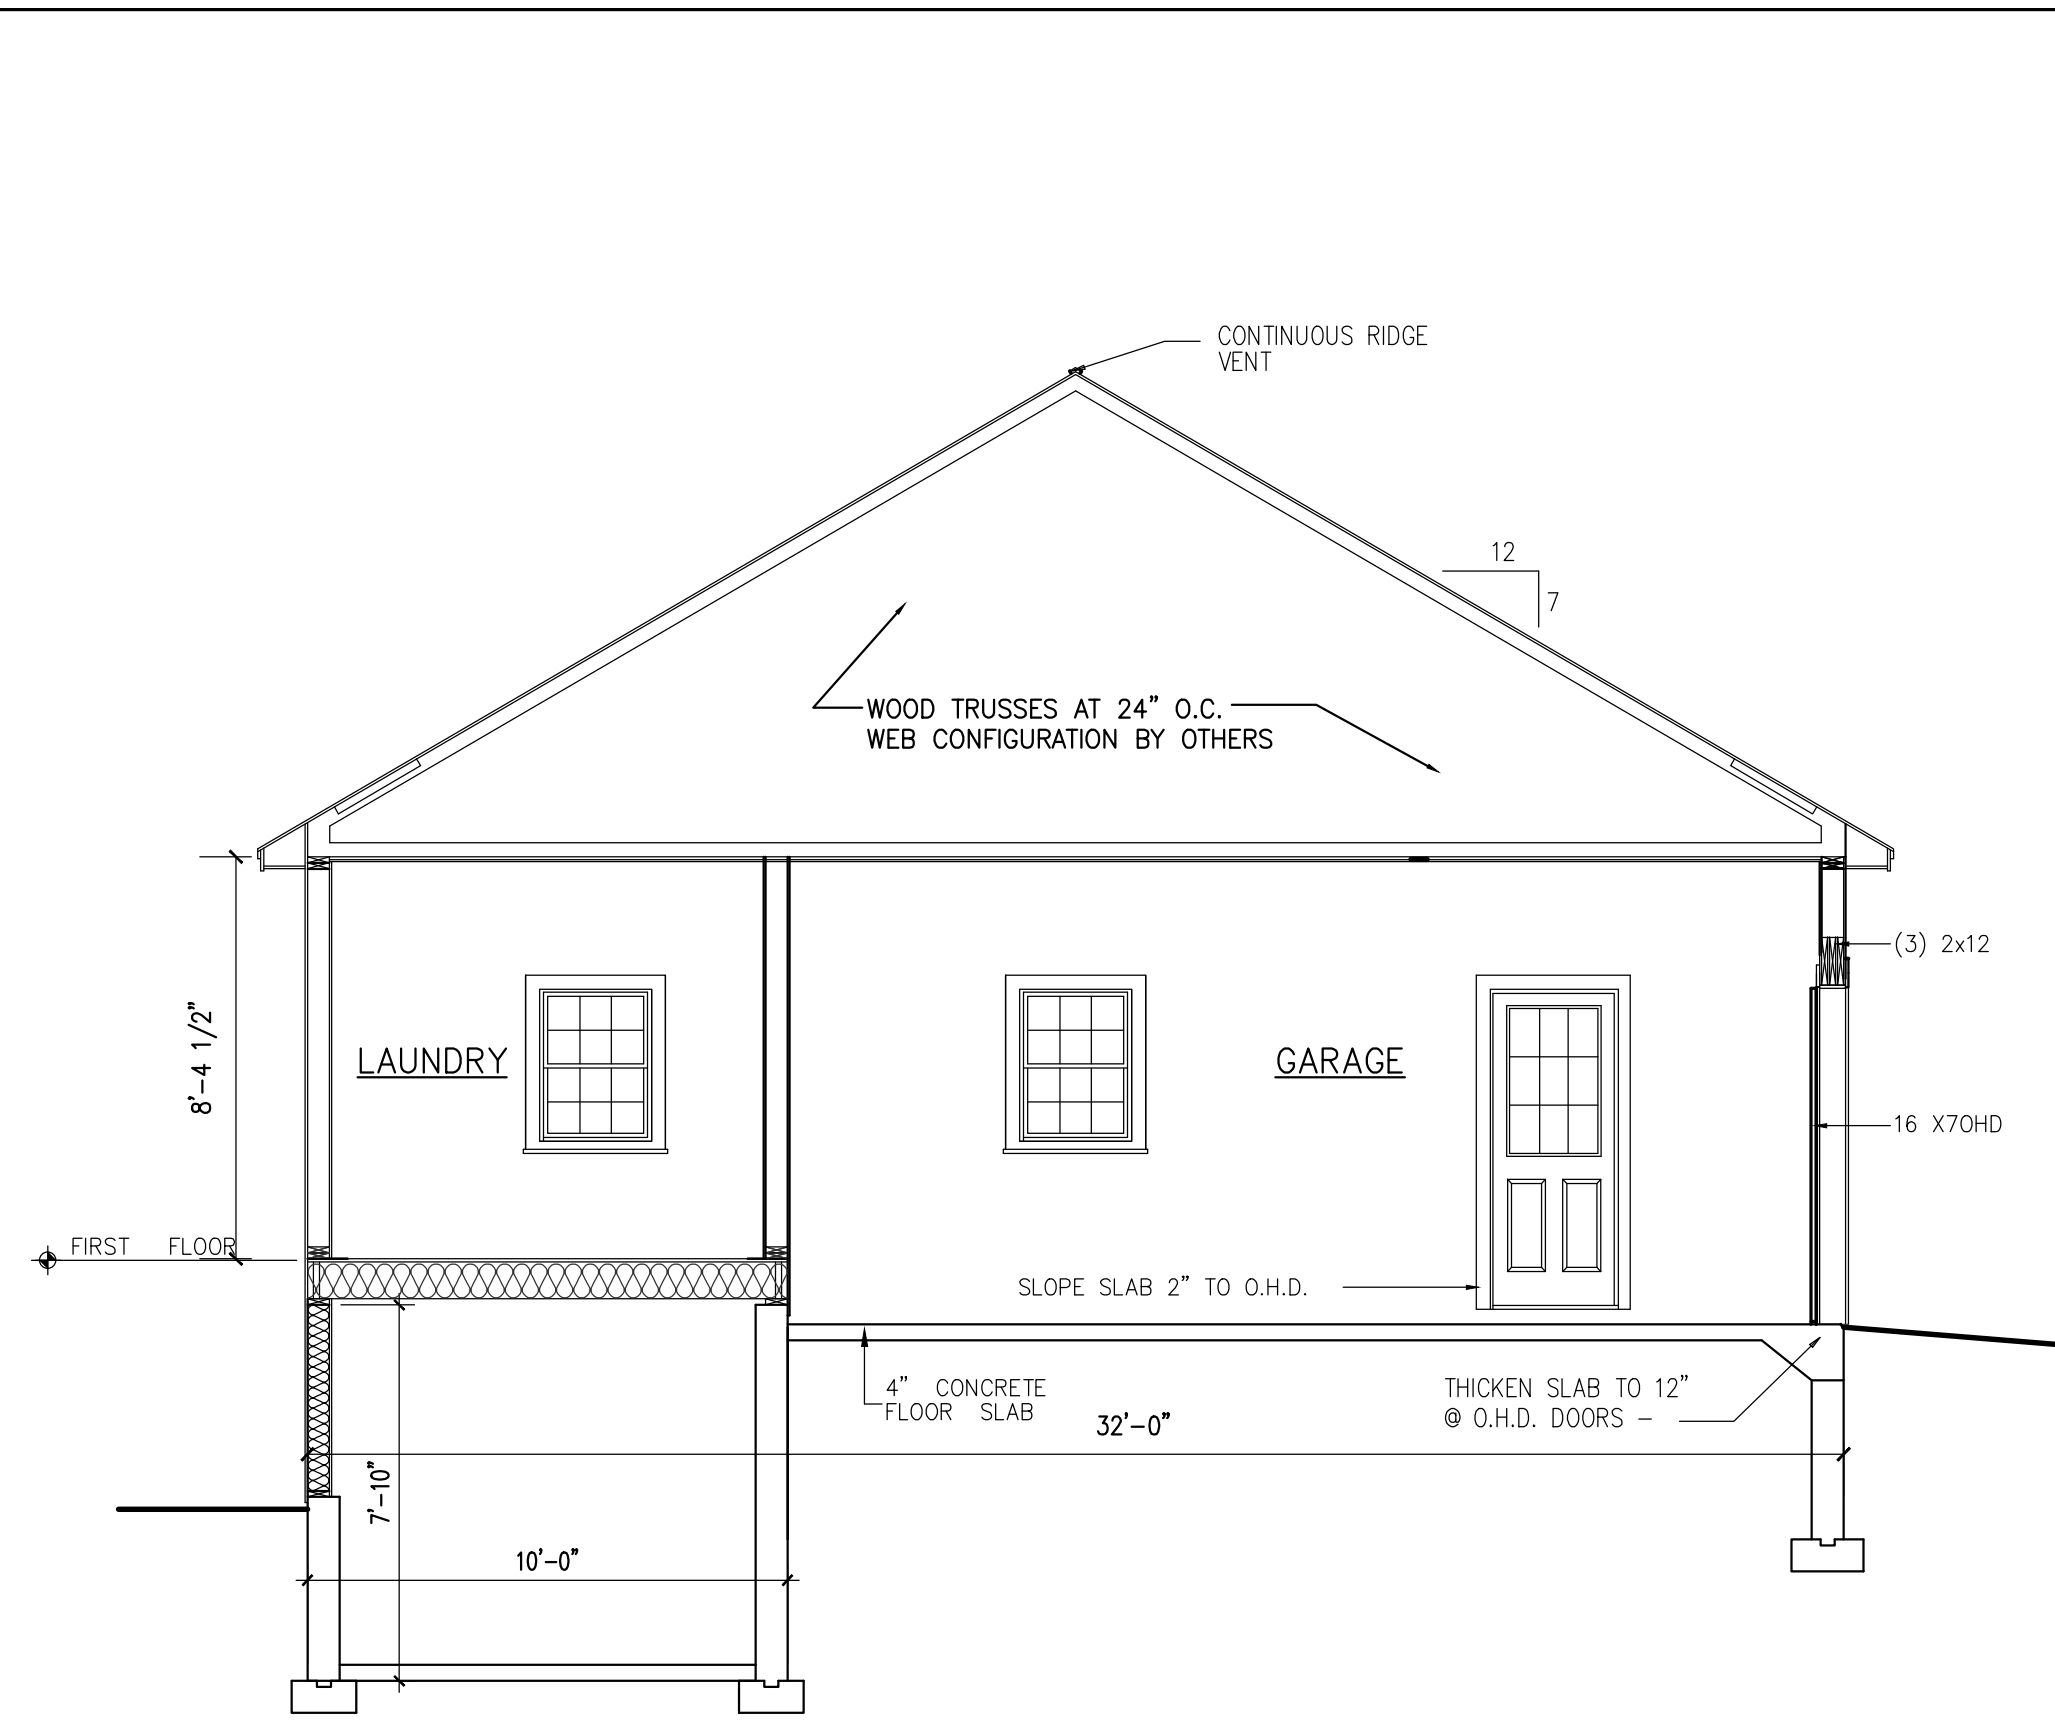 CONTINUOUS RIDGE
VENT
12
7
WOOD TRUSSES AT 24" O.C.
WEB CONFIGURATION BY OTHERS
(3) 2x12
8'-4 1/2"
LAUNDRY
GARAGE
16 X7OHD
FIRST FLOOR
SLOPE SLAB 2" TO O.H.D.
4" CONCRETE
FLOOR SLAB
THICKEN SLAB TO 12"
@ O.H.D. DOORS –
32'-0"
7'-10"
10'-0"